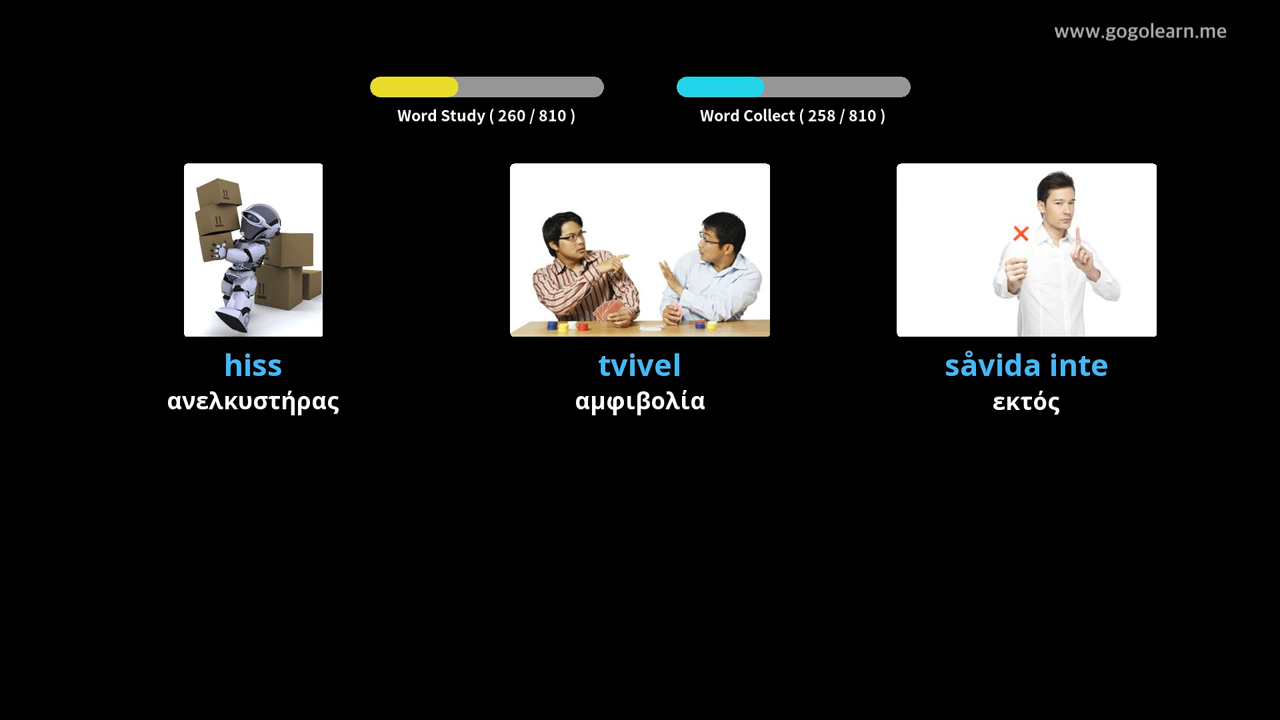 www.gogolearn.me
Word Study ( 260 / 810 )
Word Collect ( 258 / 810 )
hiss
ανελκυστήρας
tvivel
αμφιβολία
såvida inte
εκτός